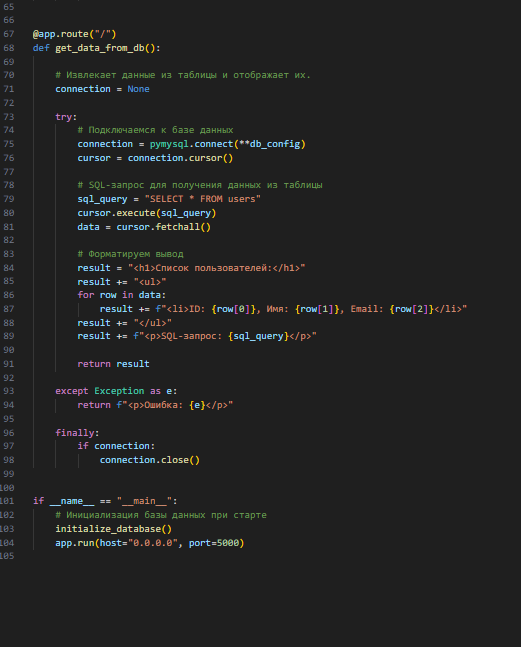 65
66
67 @app.route("/")
68 def get_data_from_db():
69
70     # Извлекает данные из таблицы и отображает их.
71     connection = None
72
73     try:
74         # Подключаемся к базе данных
75         connection = pymysql.connect(**db_config)
76         cursor = connection.cursor()
77
78         # SQL-запрос для получения данных из таблицы
79         sql_query = "SELECT * FROM users"
80         cursor.execute(sql_query)
81         data = cursor.fetchall()
82
83         # Форматируем вывод
84         result = "<h1>Список пользователей:</h1>"
85         result += "<ul>"
86         for row in data:
87             result += f"<li>ID: {row[0]}, Имя: {row[1]}, Email: {row[2]}</li>"
88         result += "</ul>"
89         result += f"<p>SQL-запрос: {sql_query}</p>"
90
91         return result
92
93     except Exception as e:
94         return f"<p>Ошибка: {e}</p>"
95
96     finally:
97         if connection:
98             connection.close()
99
100
101 if __name__ == "__main__":
102     # Инициализация базы данных при старте
103     initialize_database()
104     app.run(host="0.0.0.0", port=5000)
105